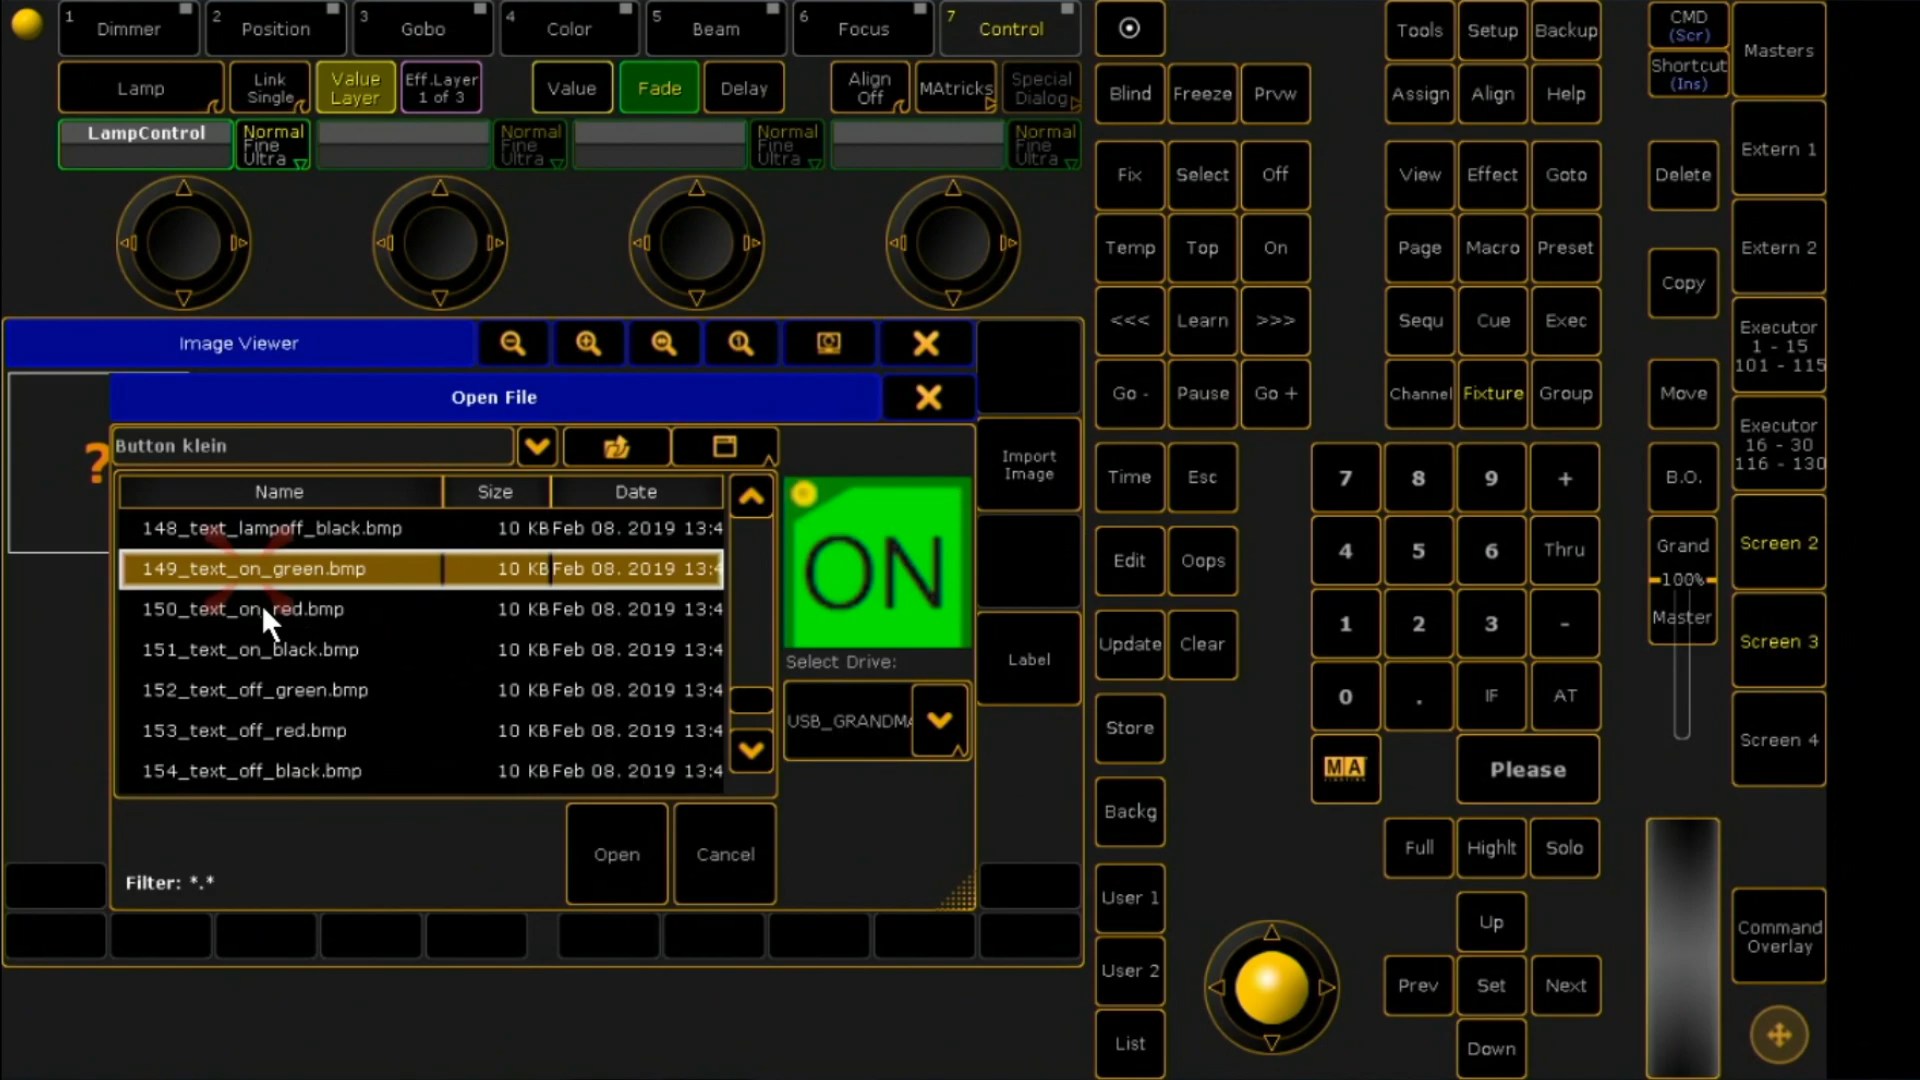 1 Dimmer
2 Position
3 Gobo
4 Color
5 Beam
6 Focus
7 Control
Lamp
Link
Single
Value
Layer
Eff.Layer
1 of 3
Value
Fade
Delay
Align
Off
MAtricks
Special
Dialog
LampControl
Normal
Fine
Ultra
Normal
Fine
Ultra
Normal
Fine
Ultra
Normal
Fine
Ultra
Image Viewer
Open File
?
Button klein
Name Size Date
148_text_lampoff_black.bmp 10 KB Feb 08. 2019 13:4
149_text_on_green.bmp 10 KB Feb 08. 2019 13:4
150_text_on_red.bmp 10 KB Feb 08. 2019 13:4
151_text_on_black.bmp 10 KB Feb 08. 2019 13:4
152_text_off_green.bmp 10 KB Feb 08. 2019 13:4
153_text_off_red.bmp 10 KB Feb 08. 2019 13:4
154_text_off_black.bmp 10 KB Feb 08. 2019 13:4
ON
Select Drive:
USB_GRANDMA
Open
Cancel
Filter: *.*
Import
Image
Label
Blind Freeze Prvw
Fix Select Off
Temp Top On
<<< Learn >>>
Go - Pause Go +
Time Esc
Edit Oops
Update Clear
Store
Backg
User 1
User 2
List
Tools Setup Backup
Assign Align Help
View Effect Goto
Page Macro Preset
Sequ Cue Exec
Channel Fixture Group
7 8 9 +
4 5 6 Thru
1 2 3 -
0 . IF AT
MA
Please
Full Highlt Solo
Up
Prev Set Next
Down
CMD
(Scr)
Shortcut
(Ins)
Delete
Copy
Move
B.O.
Grand
100%
Master
Masters
Extern 1
Extern 2
Executor
1 - 15
101 - 115
Executor
16 - 30
116 - 130
Screen 2
Screen 3
Screen 4
Command
Overlay